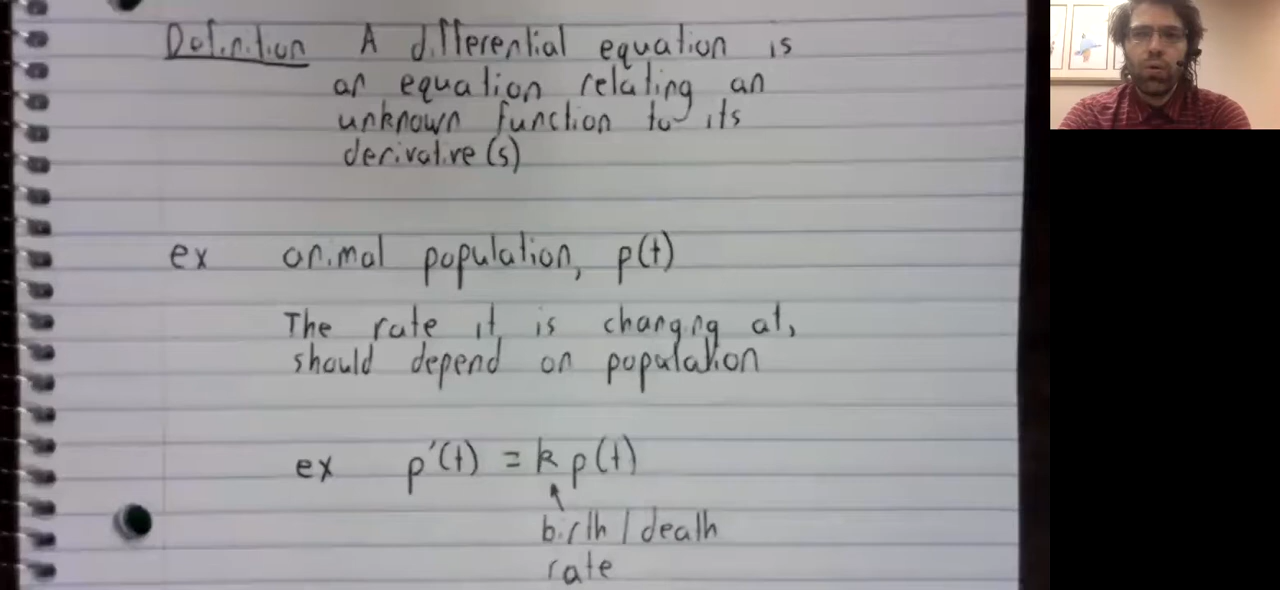 Definition A differential equation is
an equation relating an
unknown function to its
derivative(s)
ex animal population, p(t)
The rate it is changing at,
should depend on population
ex p'(t) = k p(t)
birth/death
rate